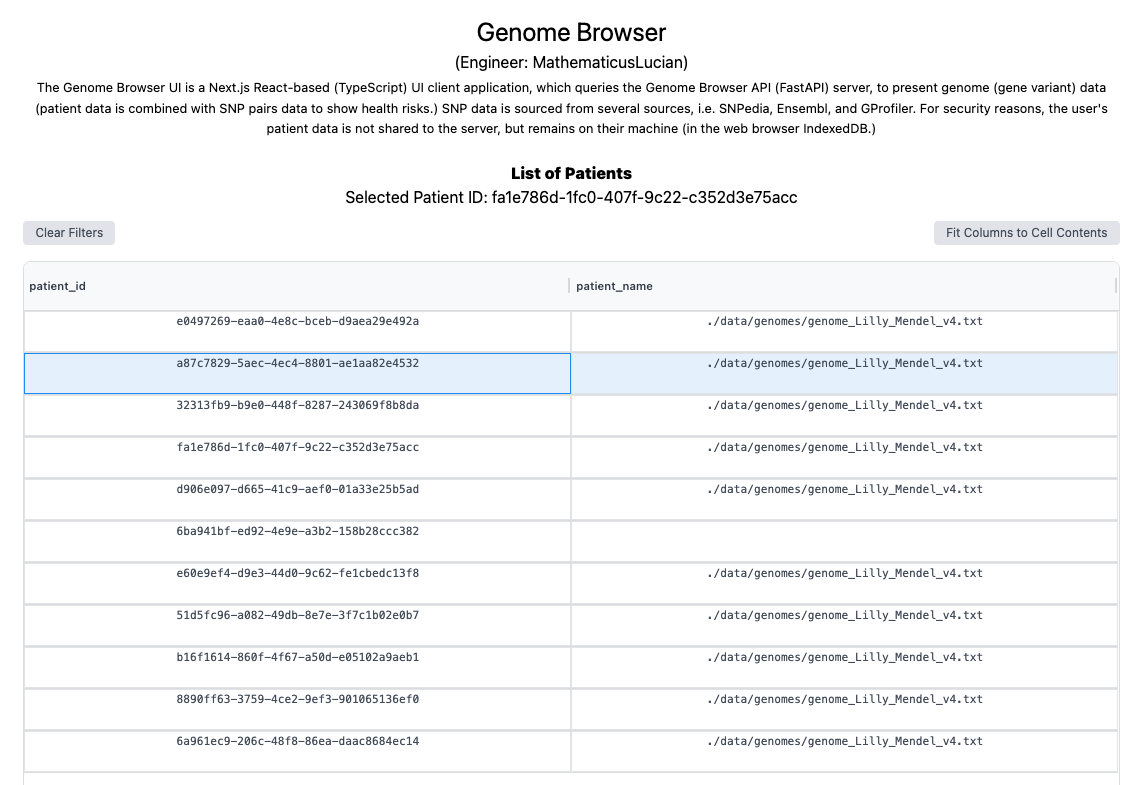 Genome Browser
(Engineer: MathematicusLucian)
The Genome Browser UI is a Next.js React-based (TypeScript) UI client application, which queries the Genome Browser API (FastAPI) server, to present genome (gene variant) data
(patient data is combined with SNP pairs data to show health risks.) SNP data is sourced from several sources, i.e. SNPedia, Ensembl, and GProfiler. For security reasons, the user's
patient data is not shared to the server, but remains on their machine (in the web browser IndexedDB.)
List of Patients
Selected Patient ID: fa1e786d-1fc0-407f-9c22-c352d3e75acc
Clear Filters Fit Columns to Cell Contents
patient_id patient_name
e0497269-eaa0-4e8c-bceb-d9aea29e492a ./data/genomes/genome_Lilly_Mendel_v4.txt
a87c7829-5aec-4ec4-8801-ae1aa82e4532 ./data/genomes/genome_Lilly_Mendel_v4.txt
32313fb9-b9e0-448f-8287-243069f8b8da ./data/genomes/genome_Lilly_Mendel_v4.txt
fa1e786d-1fc0-407f-9c22-c352d3e75acc ./data/genomes/genome_Lilly_Mendel_v4.txt
d906e097-d665-41c9-aef0-01a33e25b5ad ./data/genomes/genome_Lilly_Mendel_v4.txt
6ba941bf-ed92-4e9e-a3b2-158b28ccc382
e60e9ef4-d9e3-44d0-9c62-fe1cbedc13f8 ./data/genomes/genome_Lilly_Mendel_v4.txt
51d5fc96-a082-49db-8e7e-3f7c1b02e0b7 ./data/genomes/genome_Lilly_Mendel_v4.txt
b16f1614-860f-4f67-a50d-e05102a9aeb1 ./data/genomes/genome_Lilly_Mendel_v4.txt
8890ff63-3759-4ce2-9ef3-901065136ef0 ./data/genomes/genome_Lilly_Mendel_v4.txt
6a961ec9-206c-48f8-86ea-daac8684ec14 ./data/genomes/genome_Lilly_Mendel_v4.txt